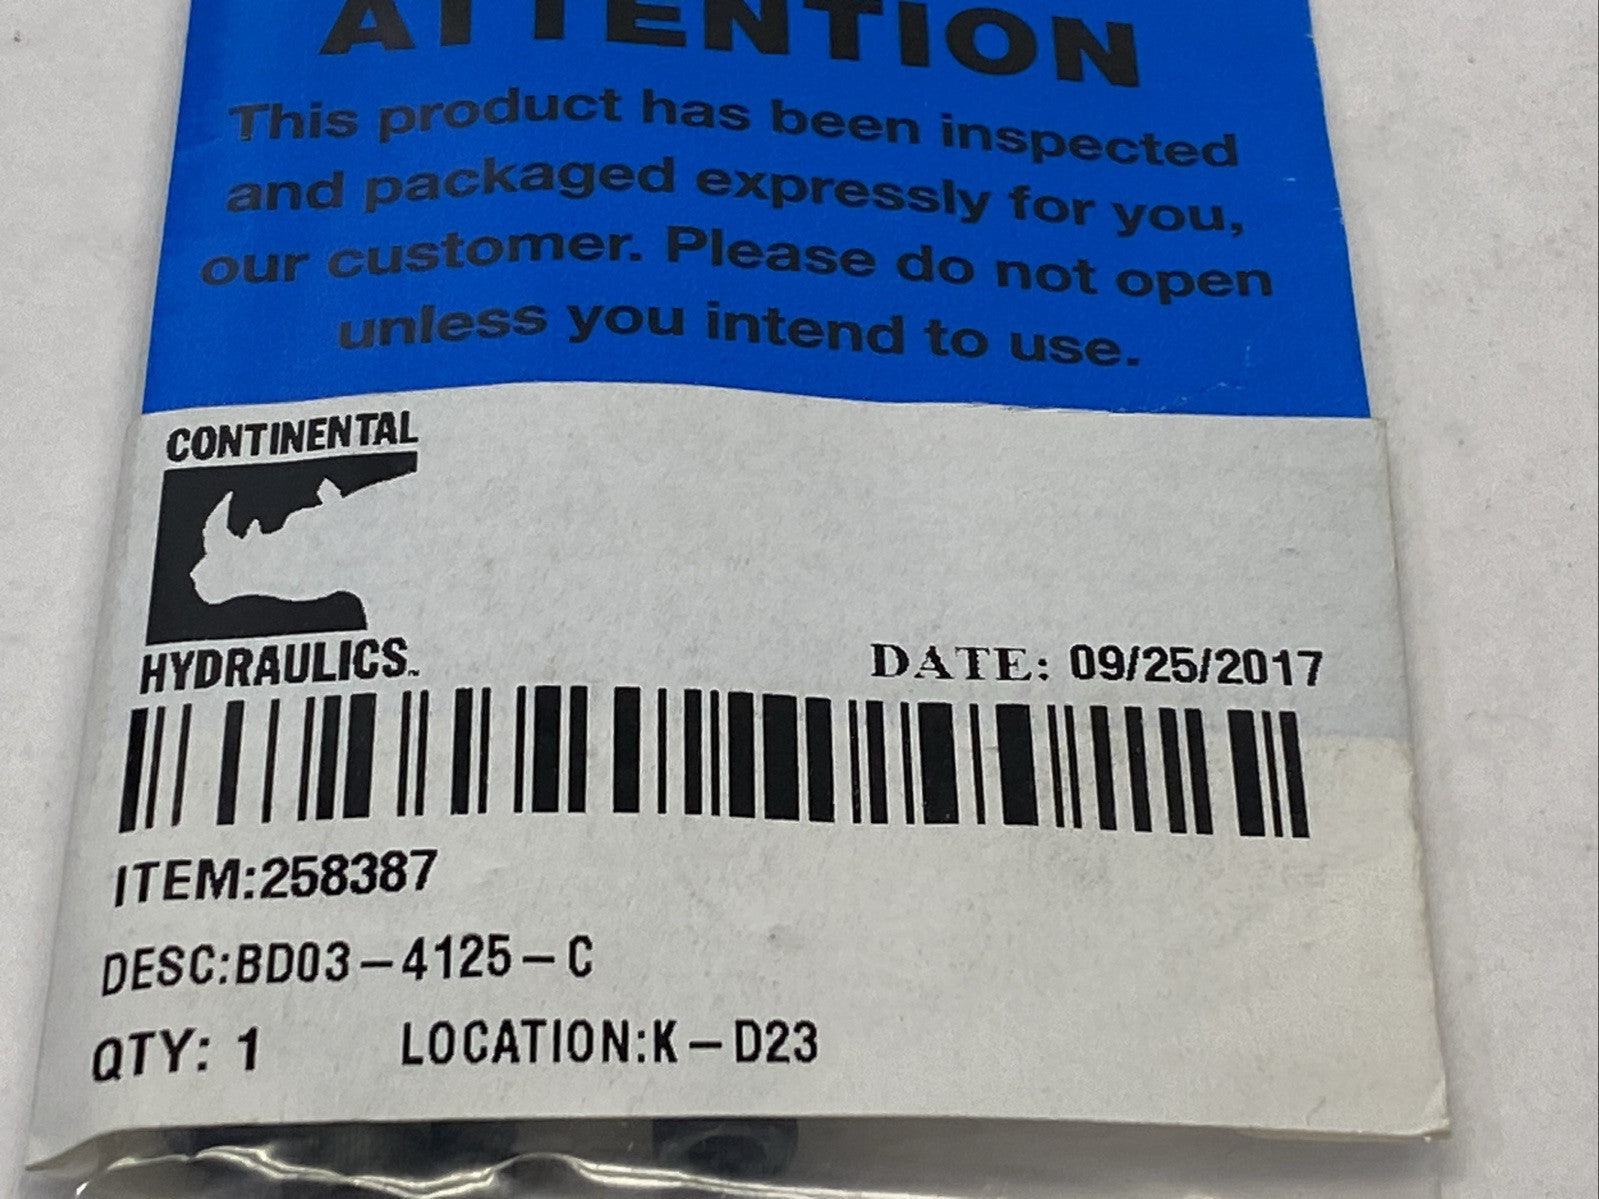 ATTENTION
This product has been inspected
and packaged expressly for you,
our customer. Please do not open
unless you intend to use.
CONTINENTAL
HYDRAULICS™
DATE: 09/25/2017
ITEM:258387
DESC:BD03-4125-C
QTY: 1 LOCATION:K-D23